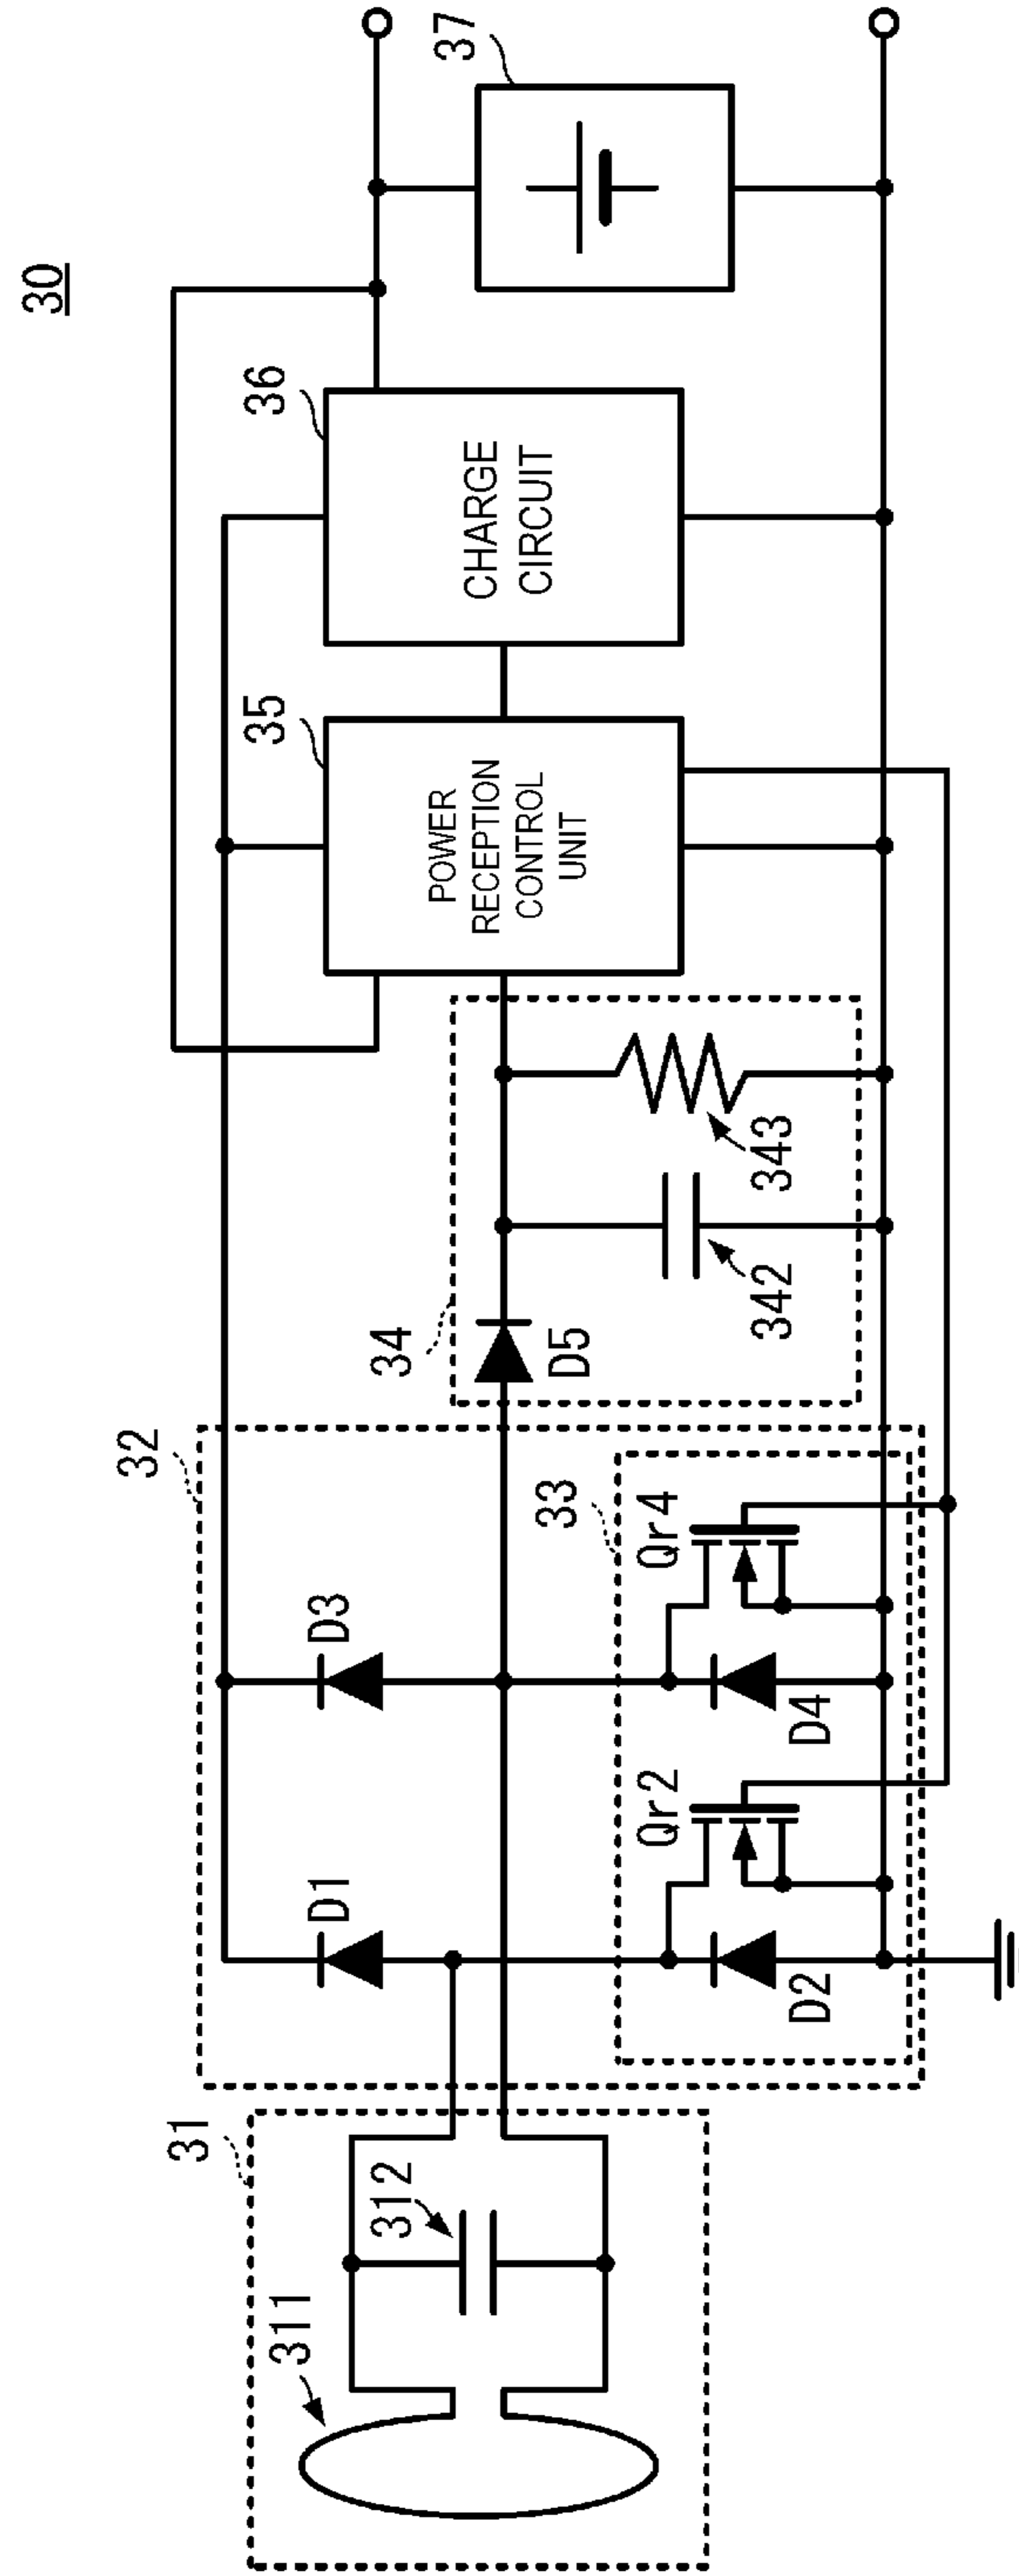 30
31
311
312
32
D1
D3
33
Qr2
Qr4
D2
D4
34
D5
342
343
35
POWER
RECEPTION
CONTROL
UNIT
36
CHARGE
CIRCUIT
37